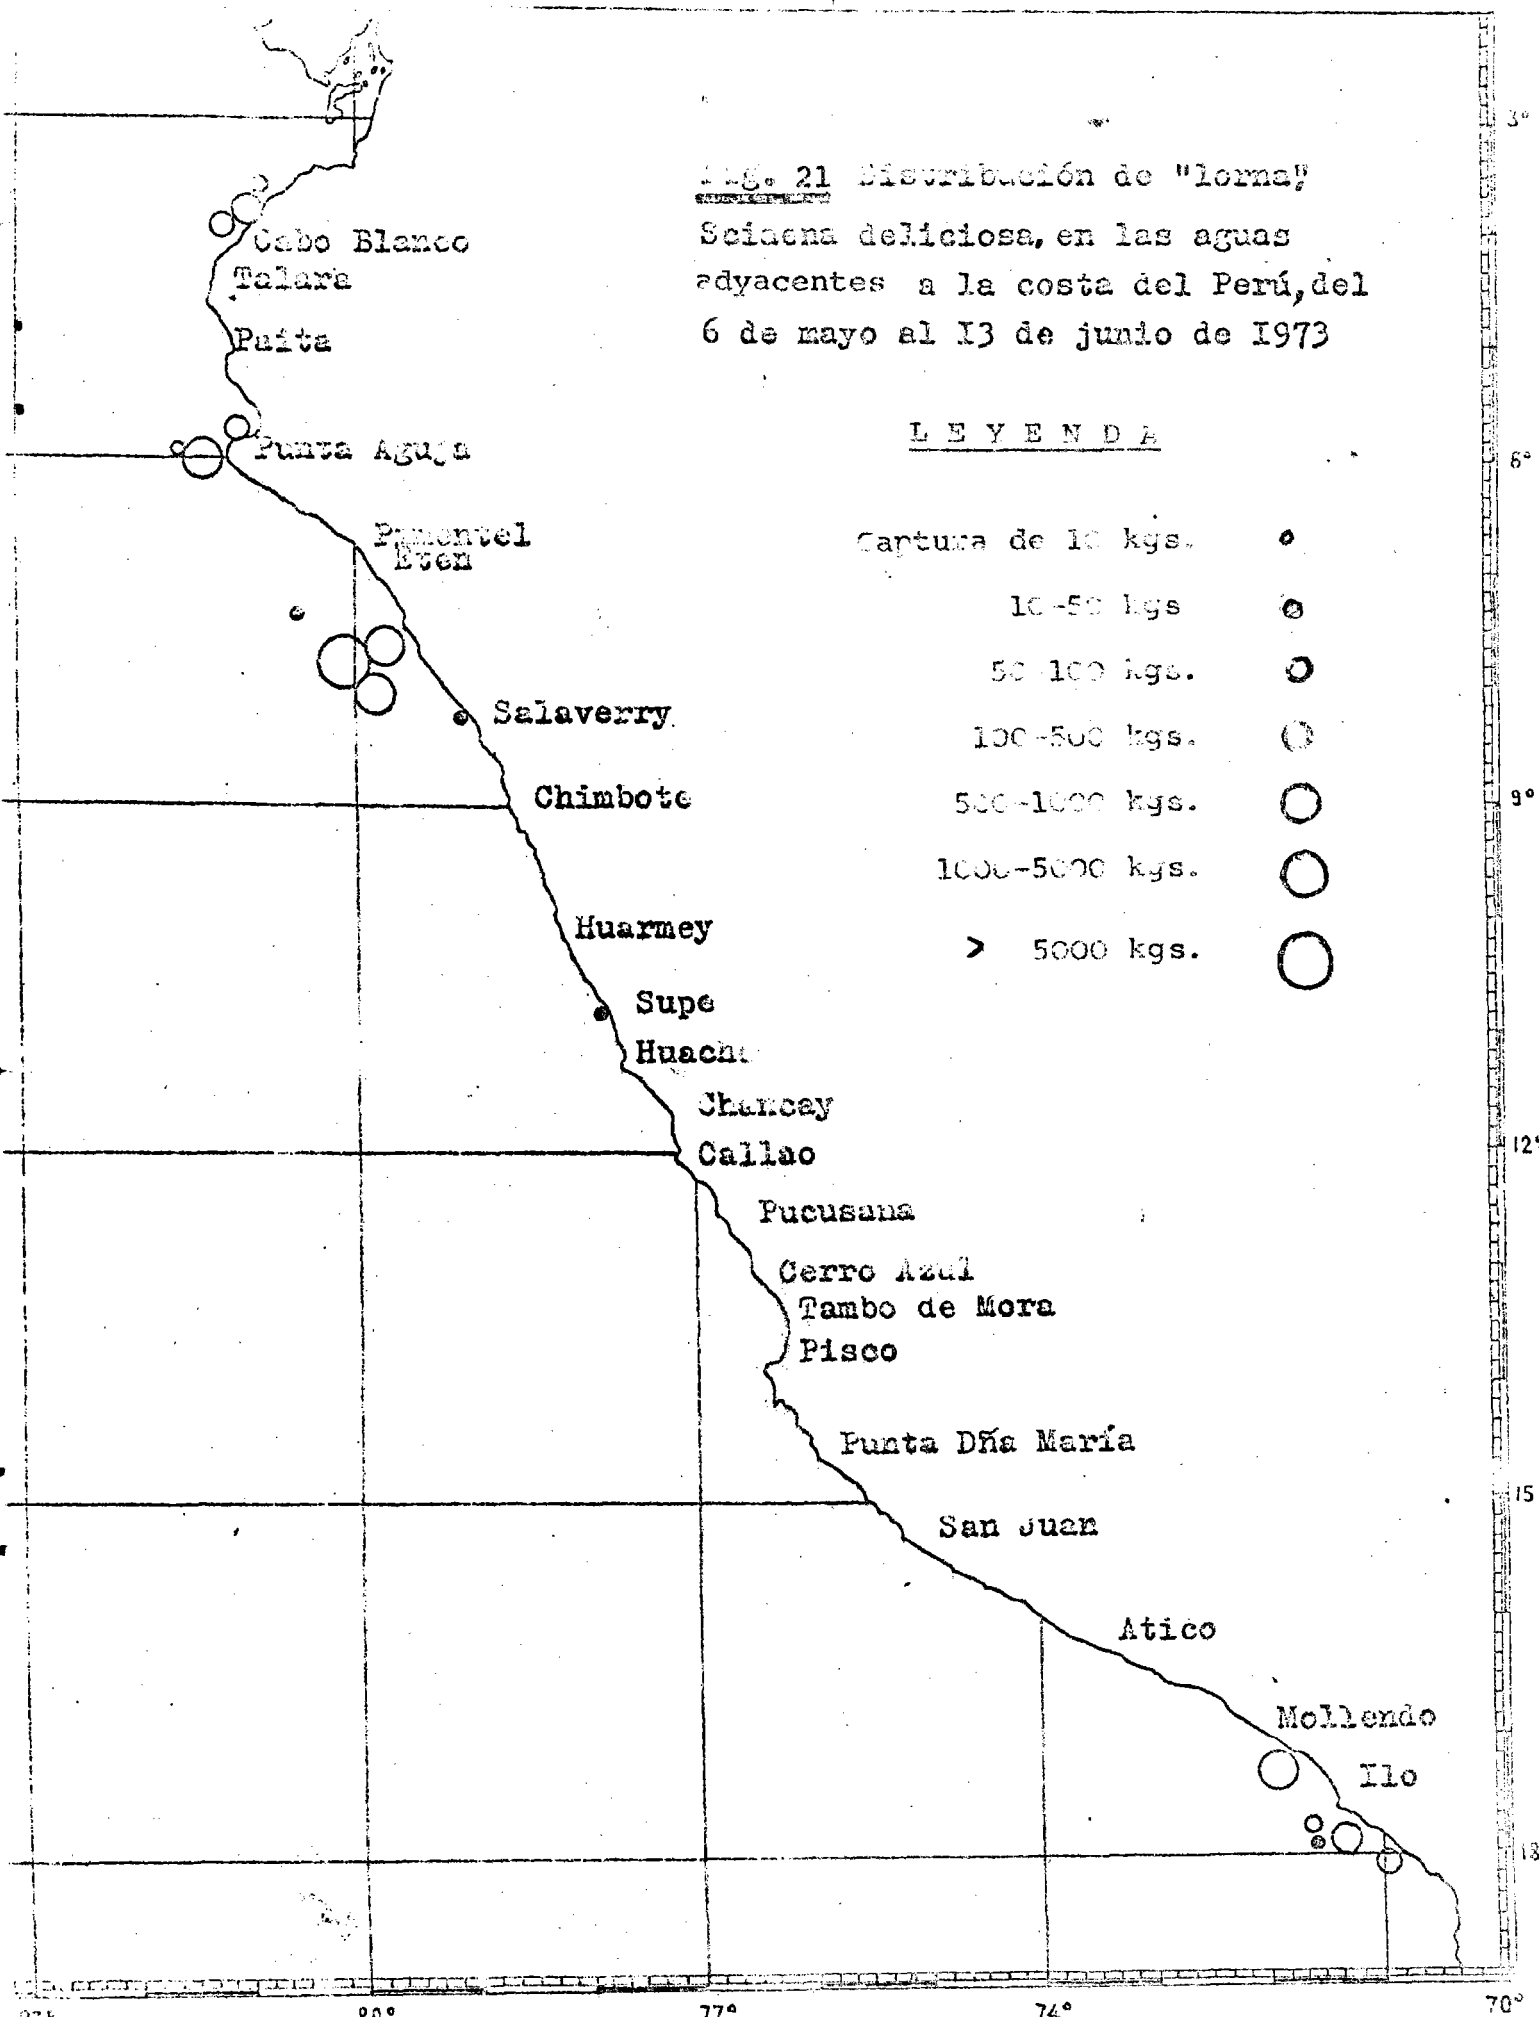 Fig. 21 Distribución de "lorna",
Sciaena deliciosa, en las aguas
adyacentes a la costa del Perú, del
6 de mayo al I3 de junio de I973
L E Y E N D A
Captura de 10 kgs.
10-50 kgs
50-100 kgs.
100-500 kgs.
500-1000 kgs.
1000-5000 kgs.
> 5000 kgs.
Cabo Blanco
Talara
Paita
Punta Aguja
Pimentel
Eten
Salaverry
Chimbote
Huarmey
Supe
Huacho
Chancay
Callao
Pucusana
Cerro Azul
Tambo de Mora
Pisco
Punta Dña María
San Juan
Atico
Mollendo
Ilo
3°
6°
9°
12°
15
18
80°
77°
74°
70°